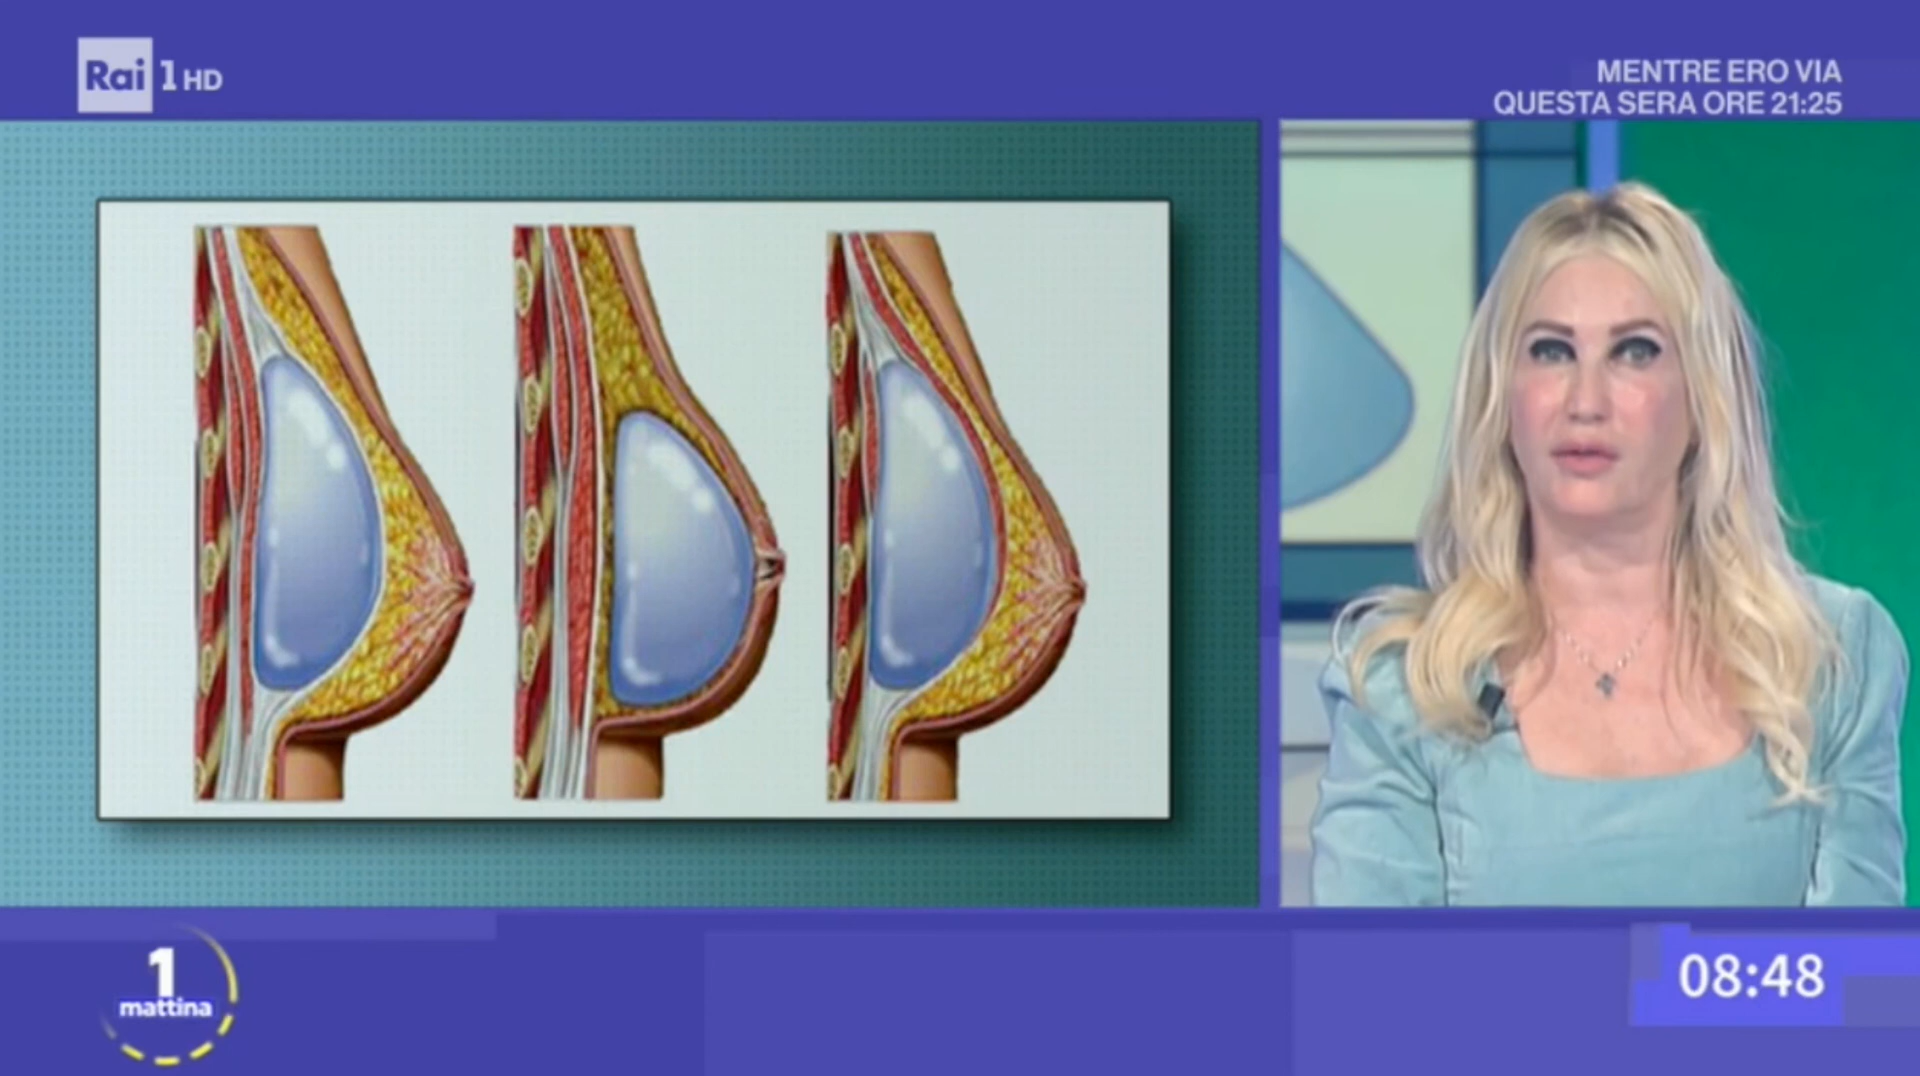 Rai 1 HD
MENTRE ERO VIA
QUESTA SERA ORE 21:25
1
mattina
08:48